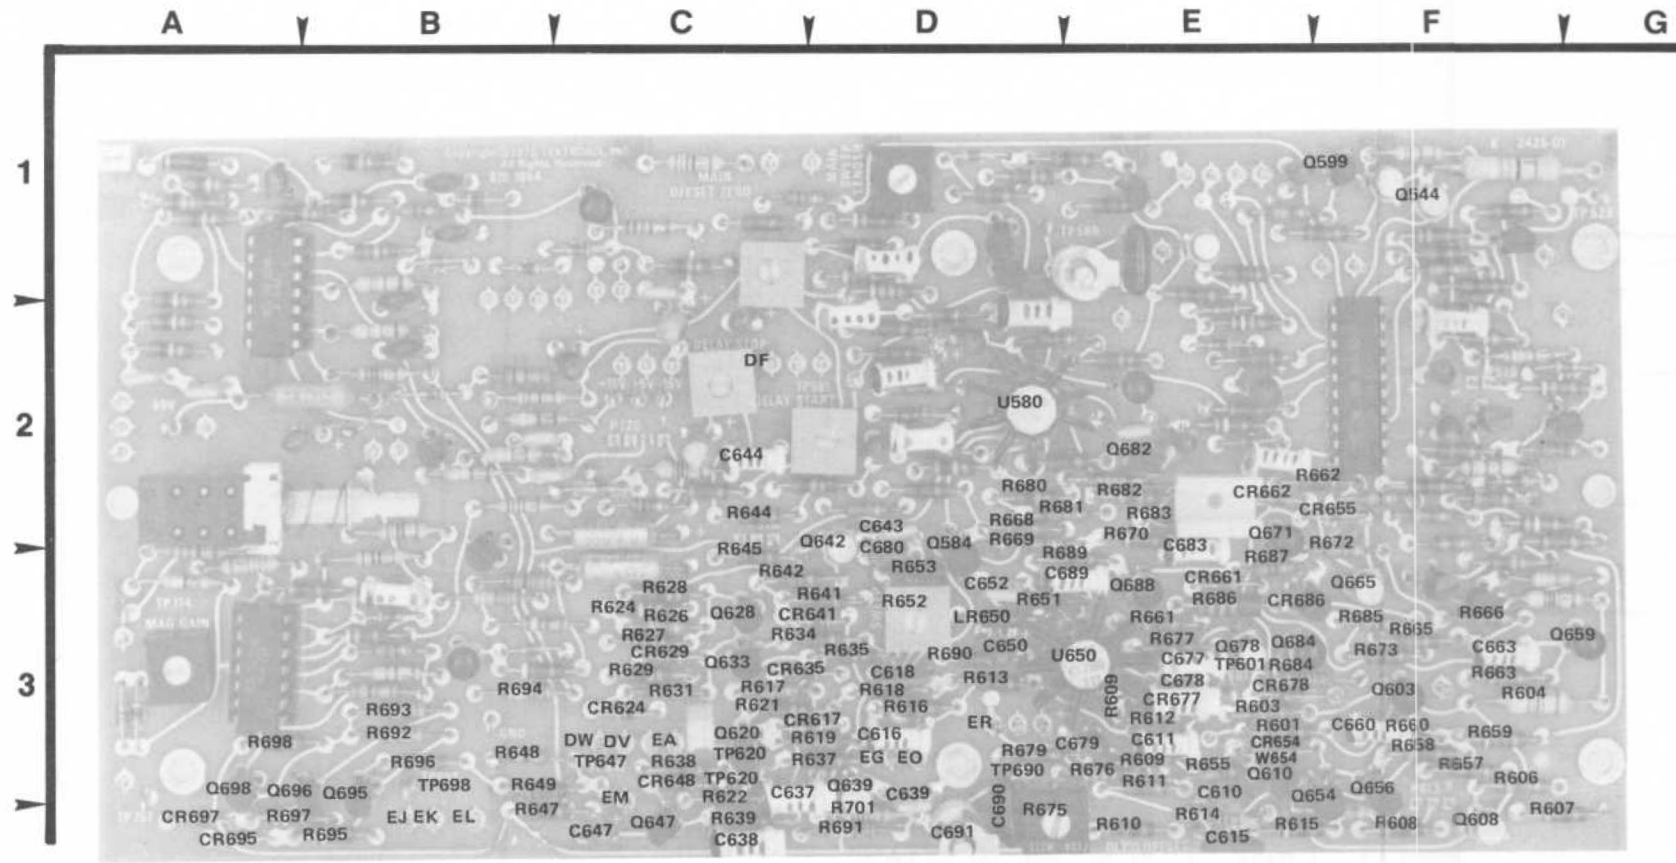 A B C D E F G
1
Q599
Q544
2
DF
U580
C644 Q682
R662
R680 R682 CR662
R644 R681 R683 CR655
C643 R668 R670 Q671
Q642 C680 Q584 R669 C683 R672
R645 R689 R687
R642 R653 C689
R628 C652 Q688 CR661 Q665
R641 R652 R651 R686 CR686
R624 R626 Q628 CR641 LR650 R661 R685 R666
R627 R634 R677 R665 Q659
CR629 R635 R690 C650 U650 Q678 Q684 R673 C663
R629 Q633 CR635 C618 C677 TP601 R684 R663
3
R694 R631 R617 R618 R613 C678 CR678 Q603 R604
CR624 R621 R616 R609 CR677 R603
R693 CR617 ER R612 R601 C660 R660
R692 Q620 R619 C616 C611 CR654 R659
R698 DW DV EA R679 C679 R658
R648 TP620 R637 EG EO R609 W654
R696 TP647 R638 TP690 R676 R655 Q610 R657
TP698 R649 CR648 TP620 Q639 R611 Q656 R606
Q698 Q696 Q695 EM R622 C637 C639 C610 Q654
R647 R701 C690 R675 R614 R607
CR697 R697 EJ EK EL Q647 R639 R691 R610 R615 R608 Q608
CR695 R695 C647 C638 C691 C615
MAG GAIN
DELAY STOP
DELAY START